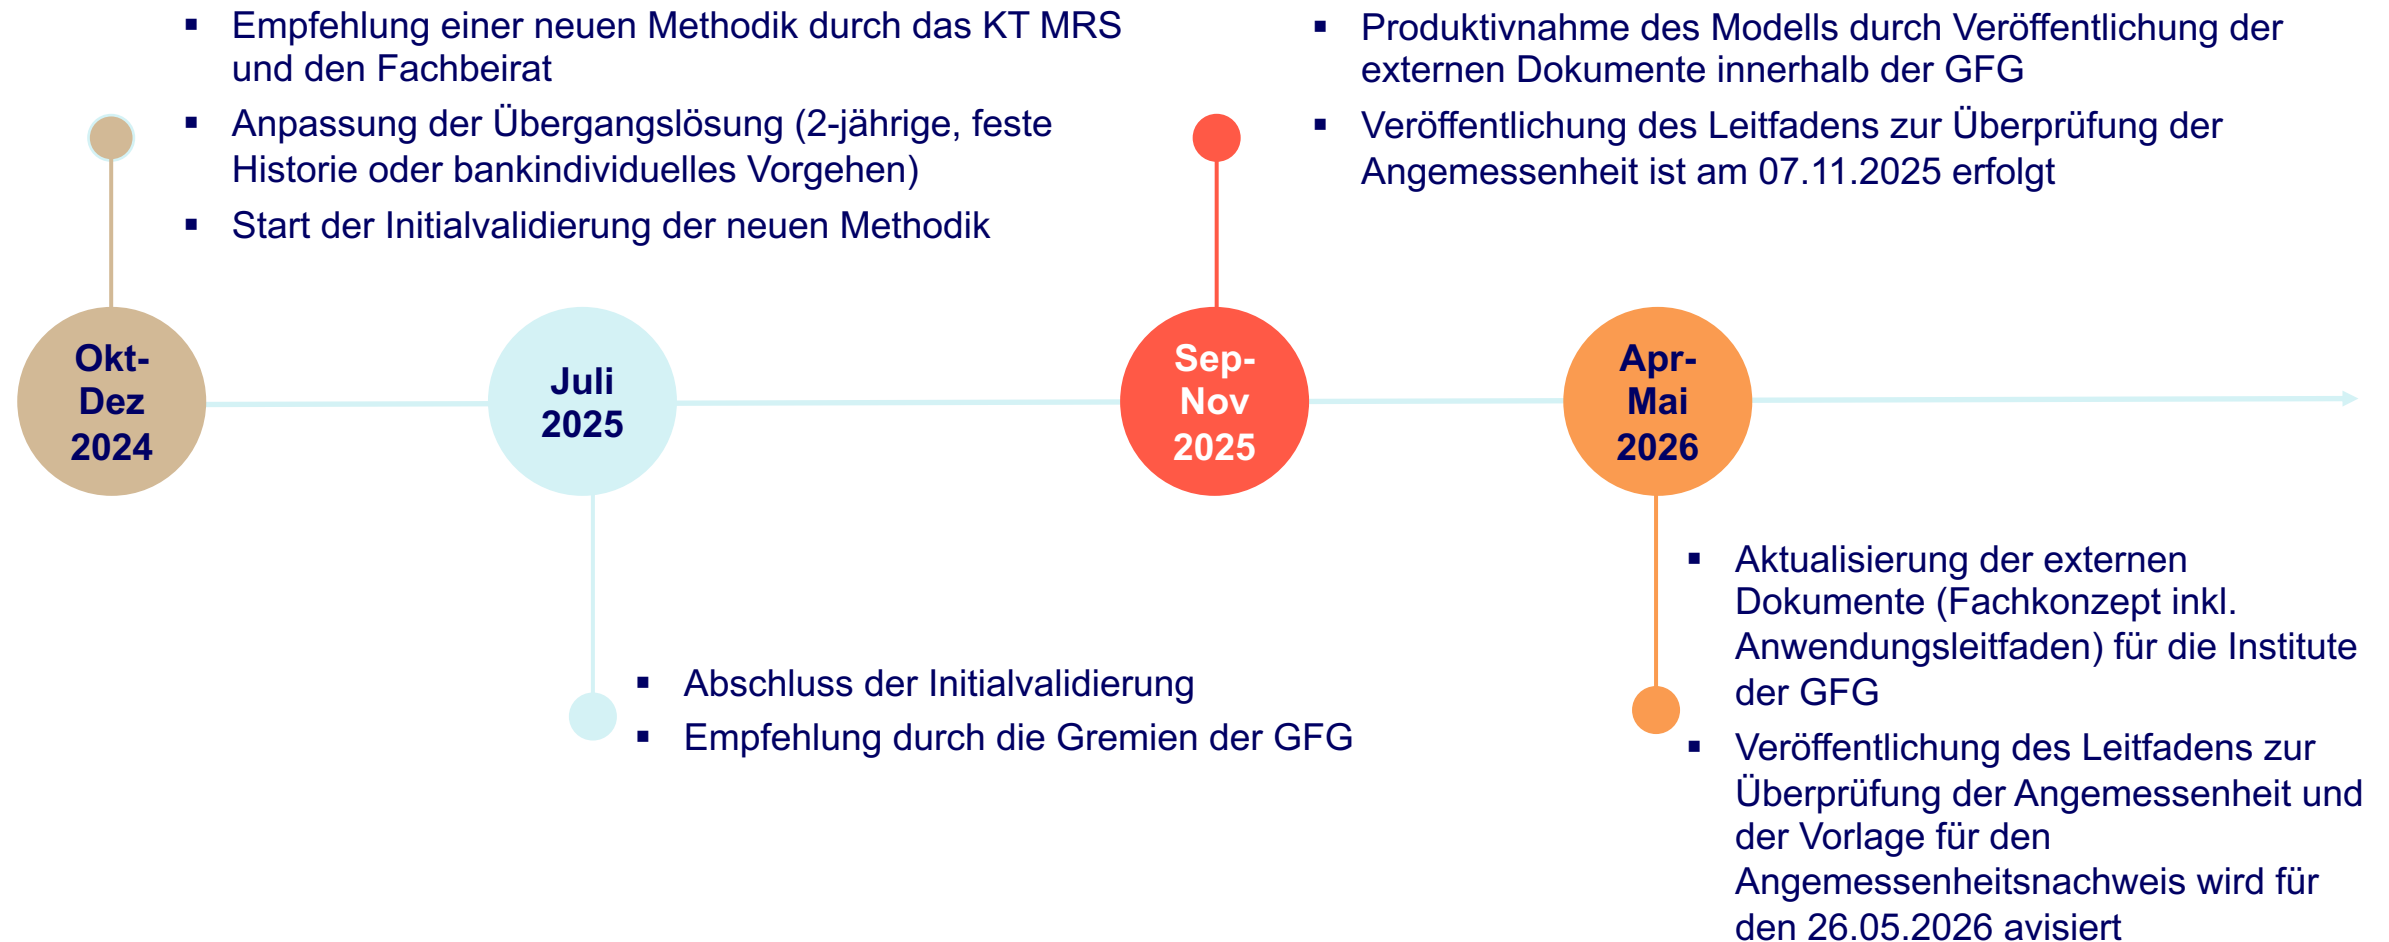 ▪ Empfehlung einer neuen Methodik durch das KT MRS
und den Fachbeirat
▪ Anpassung der Übergangslösung (2-jährige, feste
Historie oder bankindividuelles Vorgehen)
▪ Start der Initialvalidierung der neuen Methodik
▪ Produktivnahme des Modells durch Veröffentlichung der
externen Dokumente innerhalb der GFG
▪ Veröffentlichung des Leitfadens zur Überprüfung der
Angemessenheit ist am 07.11.2025 erfolgt
Okt-
Dez
2024
Juli
2025
Sep-
Nov
2025
Apr-
Mai
2026
▪ Abschluss der Initialvalidierung
▪ Empfehlung durch die Gremien der GFG
▪ Aktualisierung der externen
Dokumente (Fachkonzept inkl.
Anwendungsleitfaden) für die Institute
der GFG
▪ Veröffentlichung des Leitfadens zur
Überprüfung der Angemessenheit und
der Vorlage für den
Angemessenheitsnachweis wird für
den 26.05.2026 avisiert